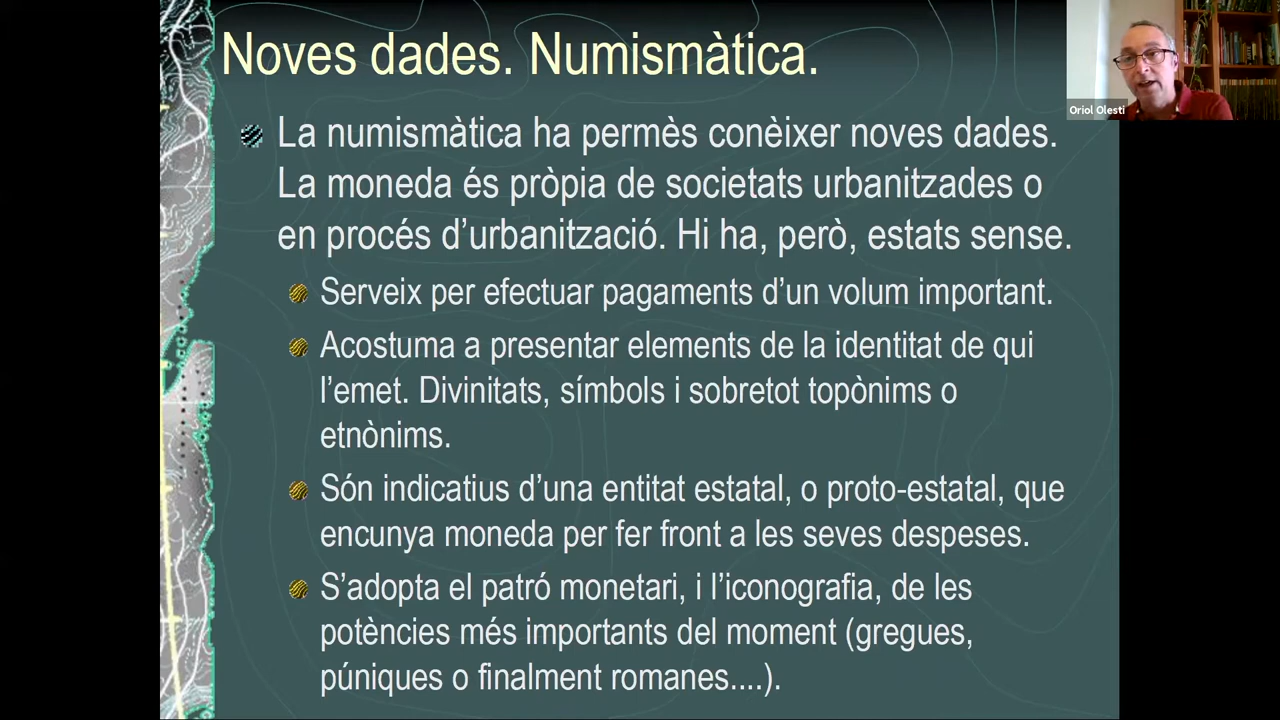 Noves dades. Numismàtica.
Oriol Olesti
La numismàtica ha permès conèixer noves dades.
La moneda és pròpia de societats urbanitzades o
en procés d’urbanització. Hi ha, però, estats sense.
Serveix per efectuar pagaments d’un volum important.
Acostuma a presentar elements de la identitat de qui
l’emet. Divinitats, símbols i sobretot topònims o
etnònims.
Són indicatius d’una entitat estatal, o proto-estatal, que
encunya moneda per fer front a les seves despeses.
S’adopta el patró monetari, i l’iconografia, de les
potències més importants del moment (gregues,
púniques o finalment romanes....).